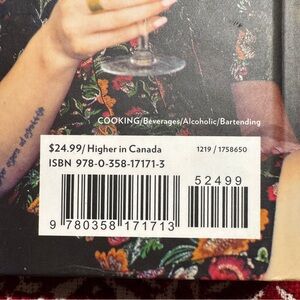 COOKING/Beverages/Alcoholic/Bartending
$24.99/ Higher in Canada 1219 / 1758650
ISBN 978-0-358-17171-3
52499
9 780358 171713